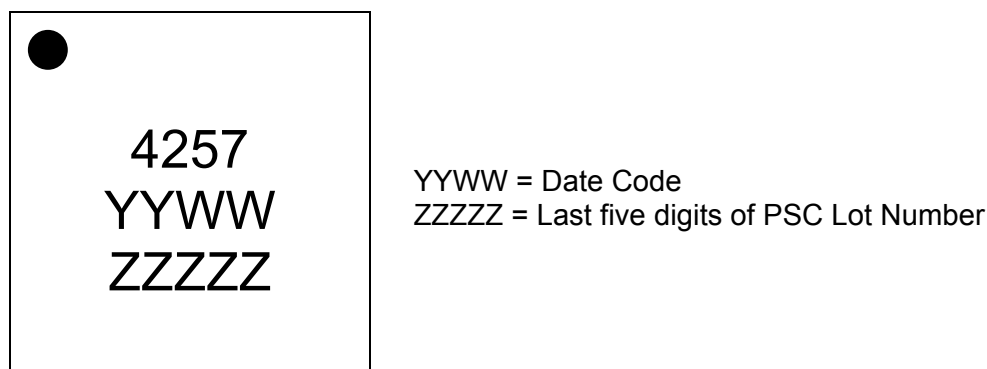 4257
YYWW
ZZZZZ
YYWW = Date Code
ZZZZZ = Last five digits of PSC Lot Number